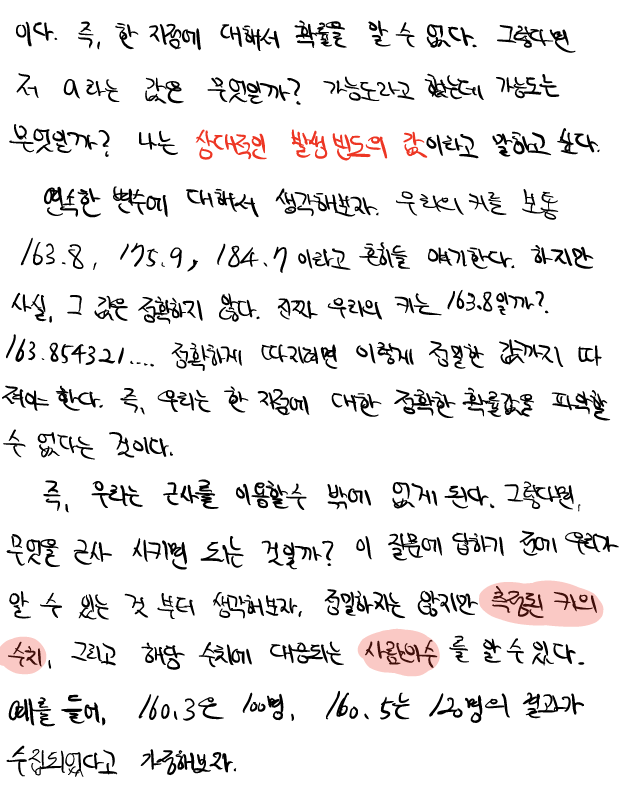 이다. 즉, 한 지점에 대해서 확률을 알 수 없다. 그렇다면
저 a라는 값은 무엇일까? 가능도라고 했는데 가능도는
무엇일까? 나는 상대적인 발생 빈도의 값이라고 말하고 싶다.
연속한 변수에 대해서 생각해보자. 우리의 키를 보통
163.8, 175.9, 184.7 이라고 흔히들 얘기한다. 하지만
사실, 그 값은 정확하지 않다. 진짜 우리의 키는 163.8일까?
163.854321.... 정확하게 따지려면 이렇게 정밀한 값까지 따
져야 한다. 즉, 우리는 한 지점에 대한 정확한 확률값을 파악할
수 없다는 것이다.
즉, 우리는 근사를 이용할수 밖에 없게 된다. 그렇다면,
무엇을 근사 시키면 되는 것일까? 이 질문에 답하기 전에 우리가
알 수 있는 것 부터 생각해보자, 정밀하지는 않지만 측정된 키의
수치, 그리고 해당 수치에 대응되는 사람의수 를 알 수 있다.
예를 들어, 160.3은 100명, 160.5는 120명의 결과가
수집되었다고 가정해보자.